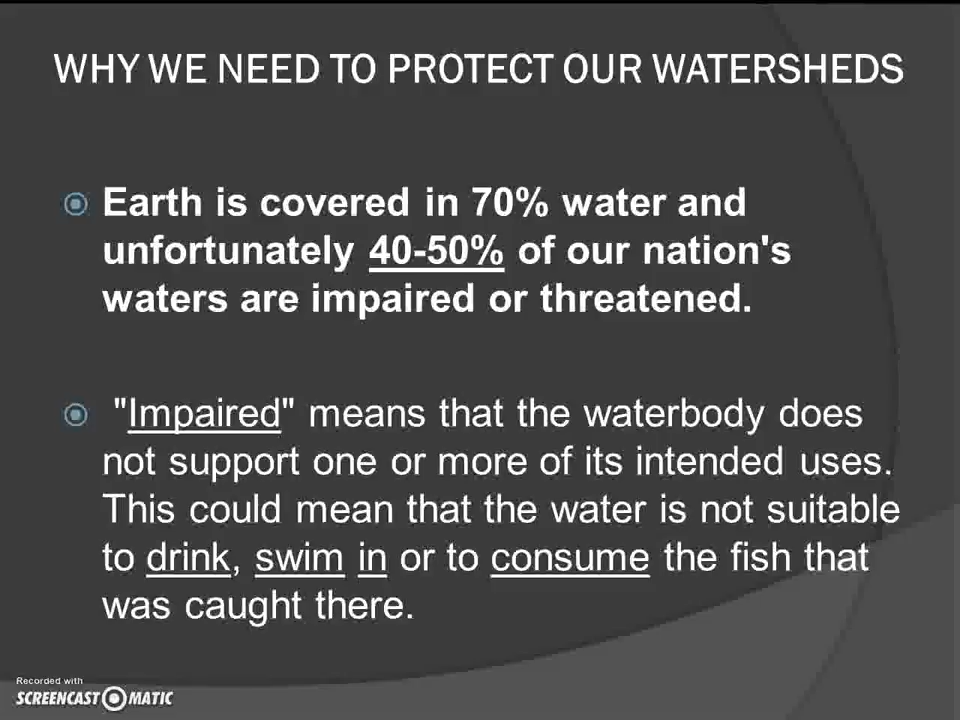 WHY WE NEED TO PROTECT OUR WATERSHEDS
Earth is covered in 70% water and
unfortunately 40-50% of our nation's
waters are impaired or threatened.
"Impaired" means that the waterbody does
not support one or more of its intended uses.
This could mean that the water is not suitable
to drink, swim in or to consume the fish that
was caught there.
Recorded with
SCREENCAST MATIC